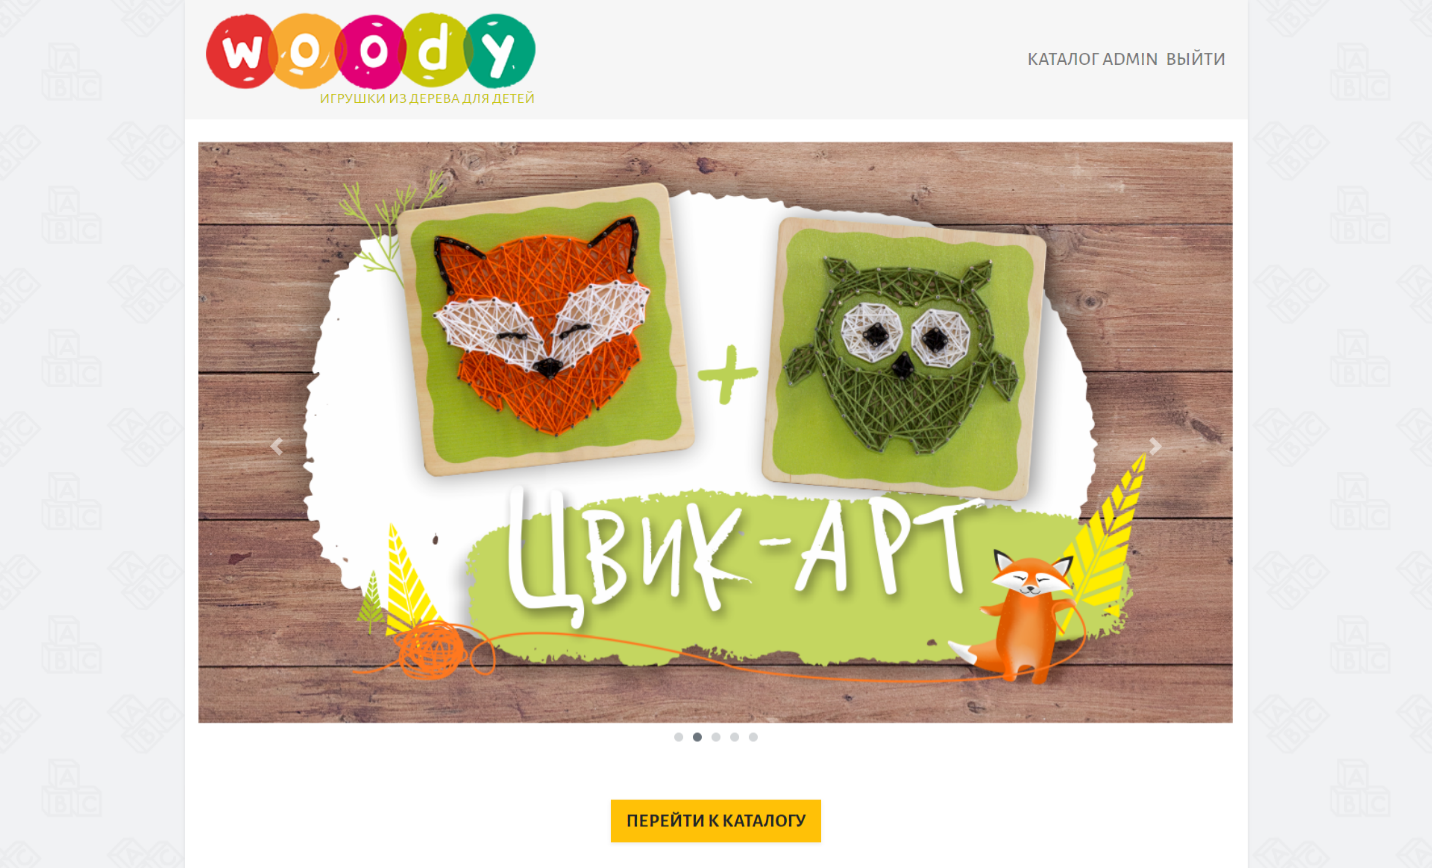 woody
ИГРУШКИ ИЗ ДЕРЕВА ДЛЯ ДЕТЕЙ
КАТАЛОГ ADMIN ВЫЙТИ
+
ЦВИК-АРТ
ПЕРЕЙТИ К КАТАЛОГУ